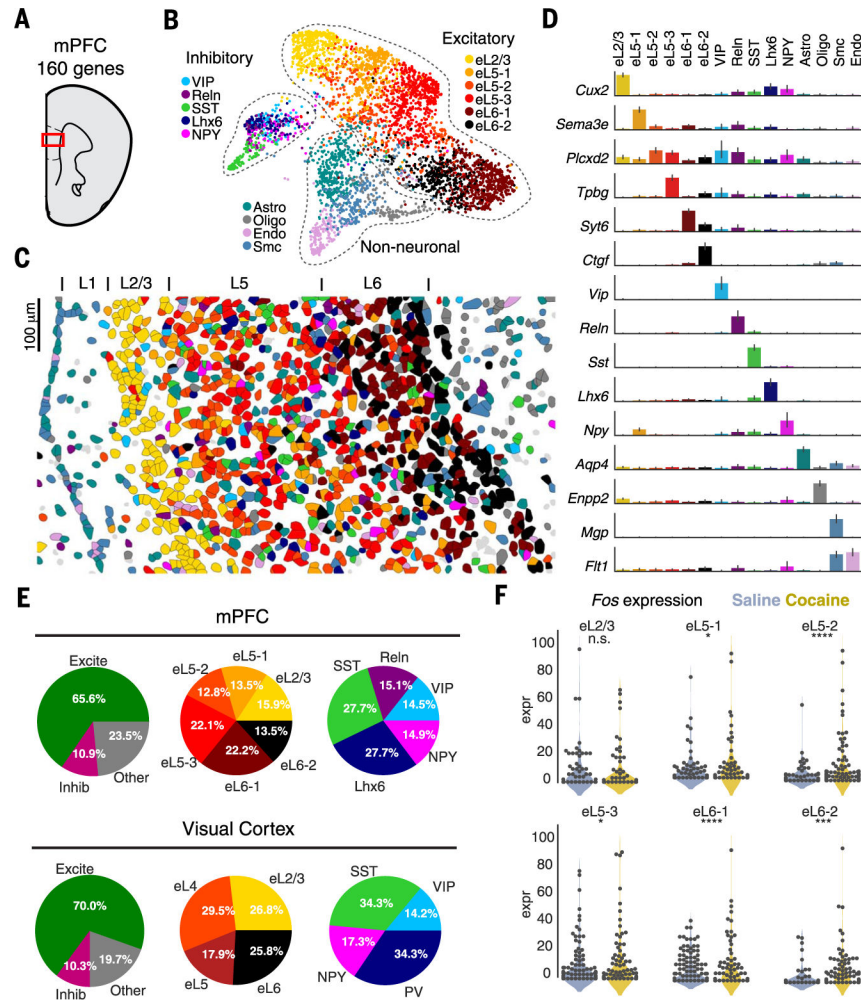 A
mPFC
160 genes
B
Inhibitory
VIP
Reln
SST
Lhx6
NPY
Excitatory
eL2/3
eL5-1
eL5-2
eL5-3
eL6-1
eL6-2
Astro
Oligo
Endo
Smc
Non-neuronal
C
L1
L2/3
L5
L6
100 µm
D
eL2/3
eL5-1
eL5-2
eL5-3
eL6-1
eL6-2
VIP
Reln
SST
Lhx6
NPY
Astro
Oligo
Smc
Endo
Cux2
Sema3e
Plcxd2
Tpbg
Syt6
Ctgf
Vip
Reln
Sst
Lhx6
Npy
Aqp4
Enpp2
Mgp
Flt1
E
mPFC
Excite
65.6%
10.9%
23.5%
Inhib
Other
eL5-2
eL5-1
eL2/3
12.8%
13.5%
15.9%
22.1%
13.5%
22.2%
eL5-3
eL6-2
eL6-1
SST
Reln
15.1%
VIP
27.7%
14.5%
27.7%
14.9%
NPY
Lhx6
Visual Cortex
Excite
70.0%
10.3%
19.7%
Inhib
Other
eL4
eL2/3
29.5%
26.8%
17.9%
25.8%
eL5
eL6
SST
VIP
34.3%
14.2%
17.3%
34.3%
NPY
PV
F
Fos expression
Saline Cocaine
eL2/3
n.s.
eL5-1
*
eL5-2
****
100
80
60
40
20
0
expr
eL5-3
*
eL6-1
****
eL6-2
***
100
80
60
40
20
0
expr